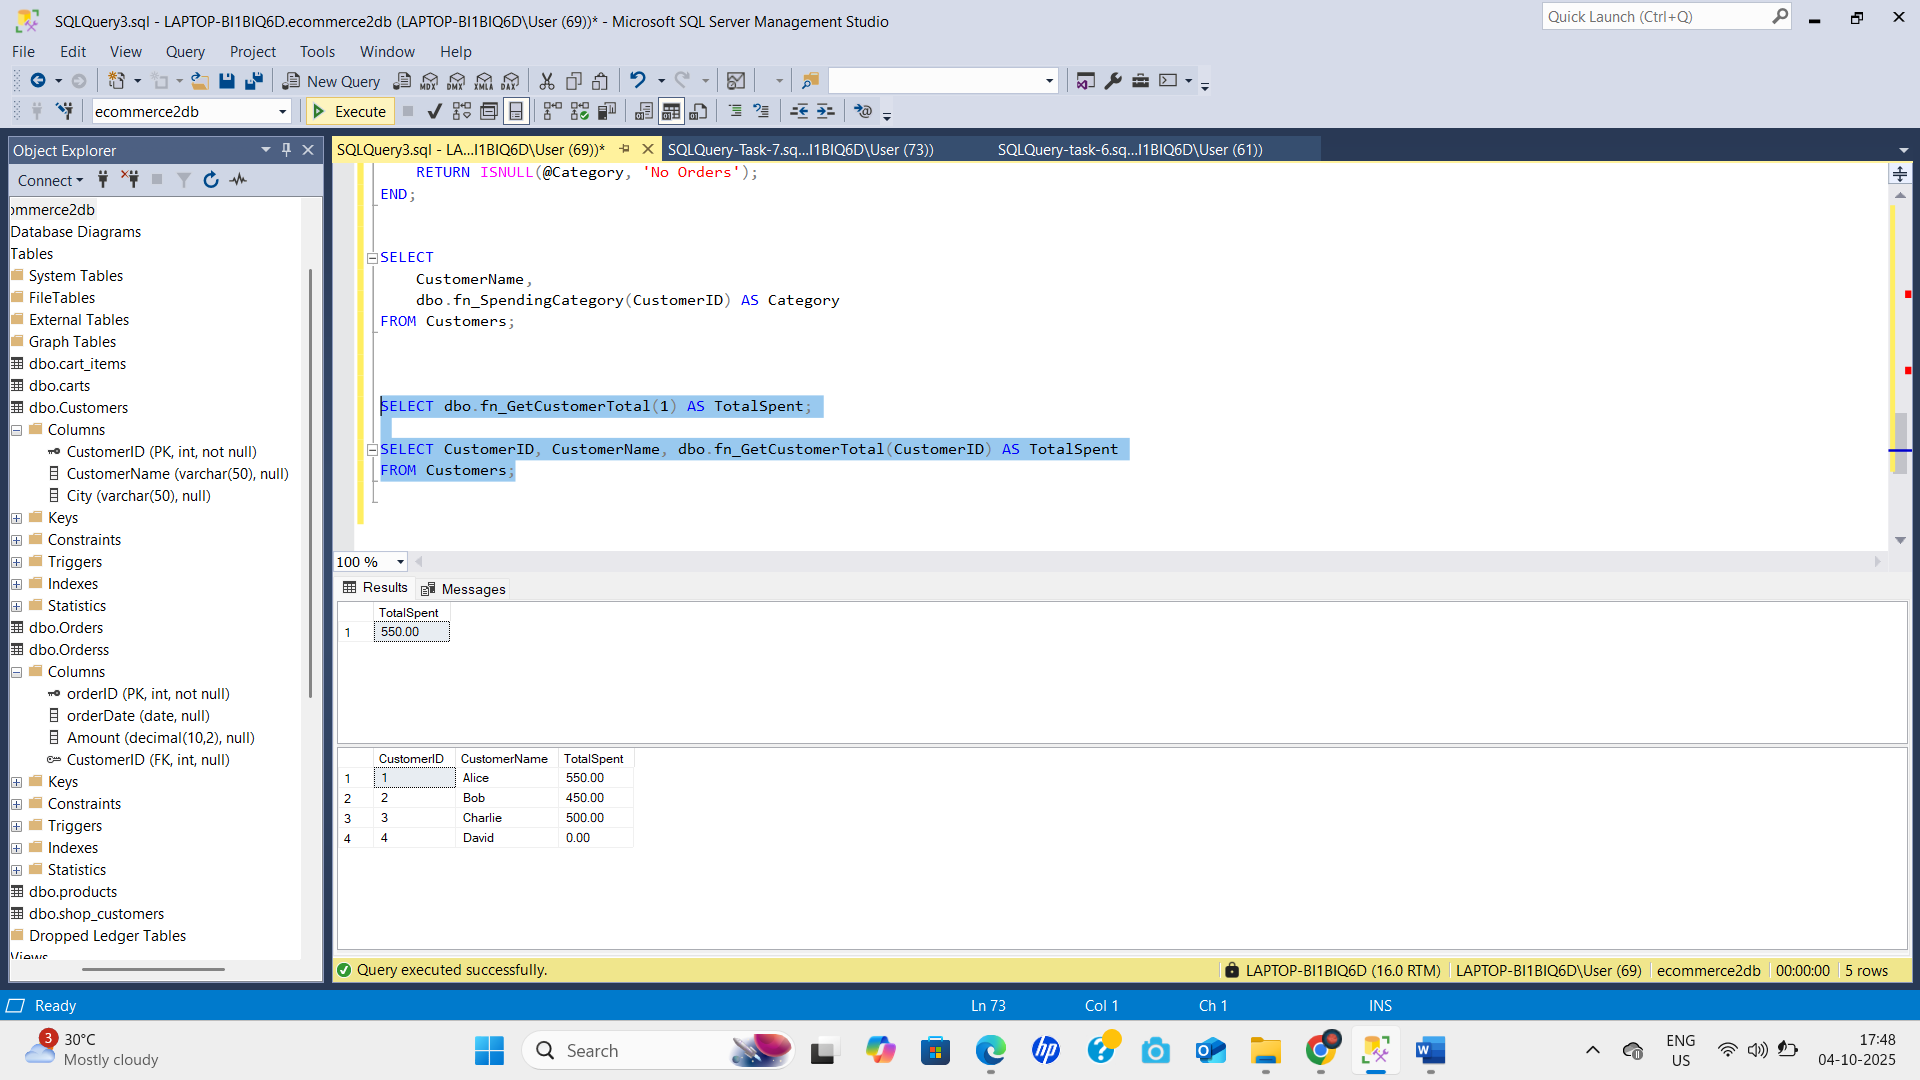 SQLQuery3.sql - LAPTOP-BI1BIQ6D.ecommerce2db (LAPTOP-BI1BIQ6D\User (69))* - Microsoft SQL Server Management Studio
Quick Launch (Ctrl+Q)
File Edit View Query Project Tools Window Help
New Query MDX DMX XMLA DAX
ecommerce2db Execute
Object Explorer
Connect
ommerce2db
Database Diagrams
Tables
System Tables
FileTables
External Tables
Graph Tables
dbo.cart_items
dbo.carts
dbo.Customers
Columns
CustomerID (PK, int, not null)
CustomerName (varchar(50), null)
City (varchar(50), null)
Keys
Constraints
Triggers
Indexes
Statistics
dbo.Orders
dbo.Orderss
Columns
orderID (PK, int, not null)
orderDate (date, null)
Amount (decimal(10,2), null)
CustomerID (FK, int, null)
Keys
Constraints
Triggers
Indexes
Statistics
dbo.products
dbo.shop_customers
Dropped Ledger Tables
Views
SQLQuery3.sql - LA...I1BIQ6D\User (69))* SQLQuery-Task-7.sq...I1BIQ6D\User (73)) SQLQuery-task-6.sq...I1BIQ6D\User (61))
RETURN ISNULL(@Category, 'No Orders');
END;
SELECT
CustomerName,
dbo.fn_SpendingCategory(CustomerID) AS Category
FROM Customers;
SELECT dbo.fn_GetCustomerTotal(1) AS TotalSpent;
SELECT CustomerID, CustomerName, dbo.fn_GetCustomerTotal(CustomerID) AS TotalSpent
FROM Customers;
100 %
Results Messages
TotalSpent
1 550.00
CustomerID CustomerName TotalSpent
1 1 Alice 550.00
2 2 Bob 450.00
3 3 Charlie 500.00
4 4 David 0.00
Query executed successfully. LAPTOP-BI1BIQ6D (16.0 RTM) LAPTOP-BI1BIQ6D\User (69) ecommerce2db 00:00:00 5 rows
Ready Ln 73 Col 1 Ch 1 INS
3 30°C
Mostly cloudy
Search
hp
ENG
US
17:48
04-10-2025